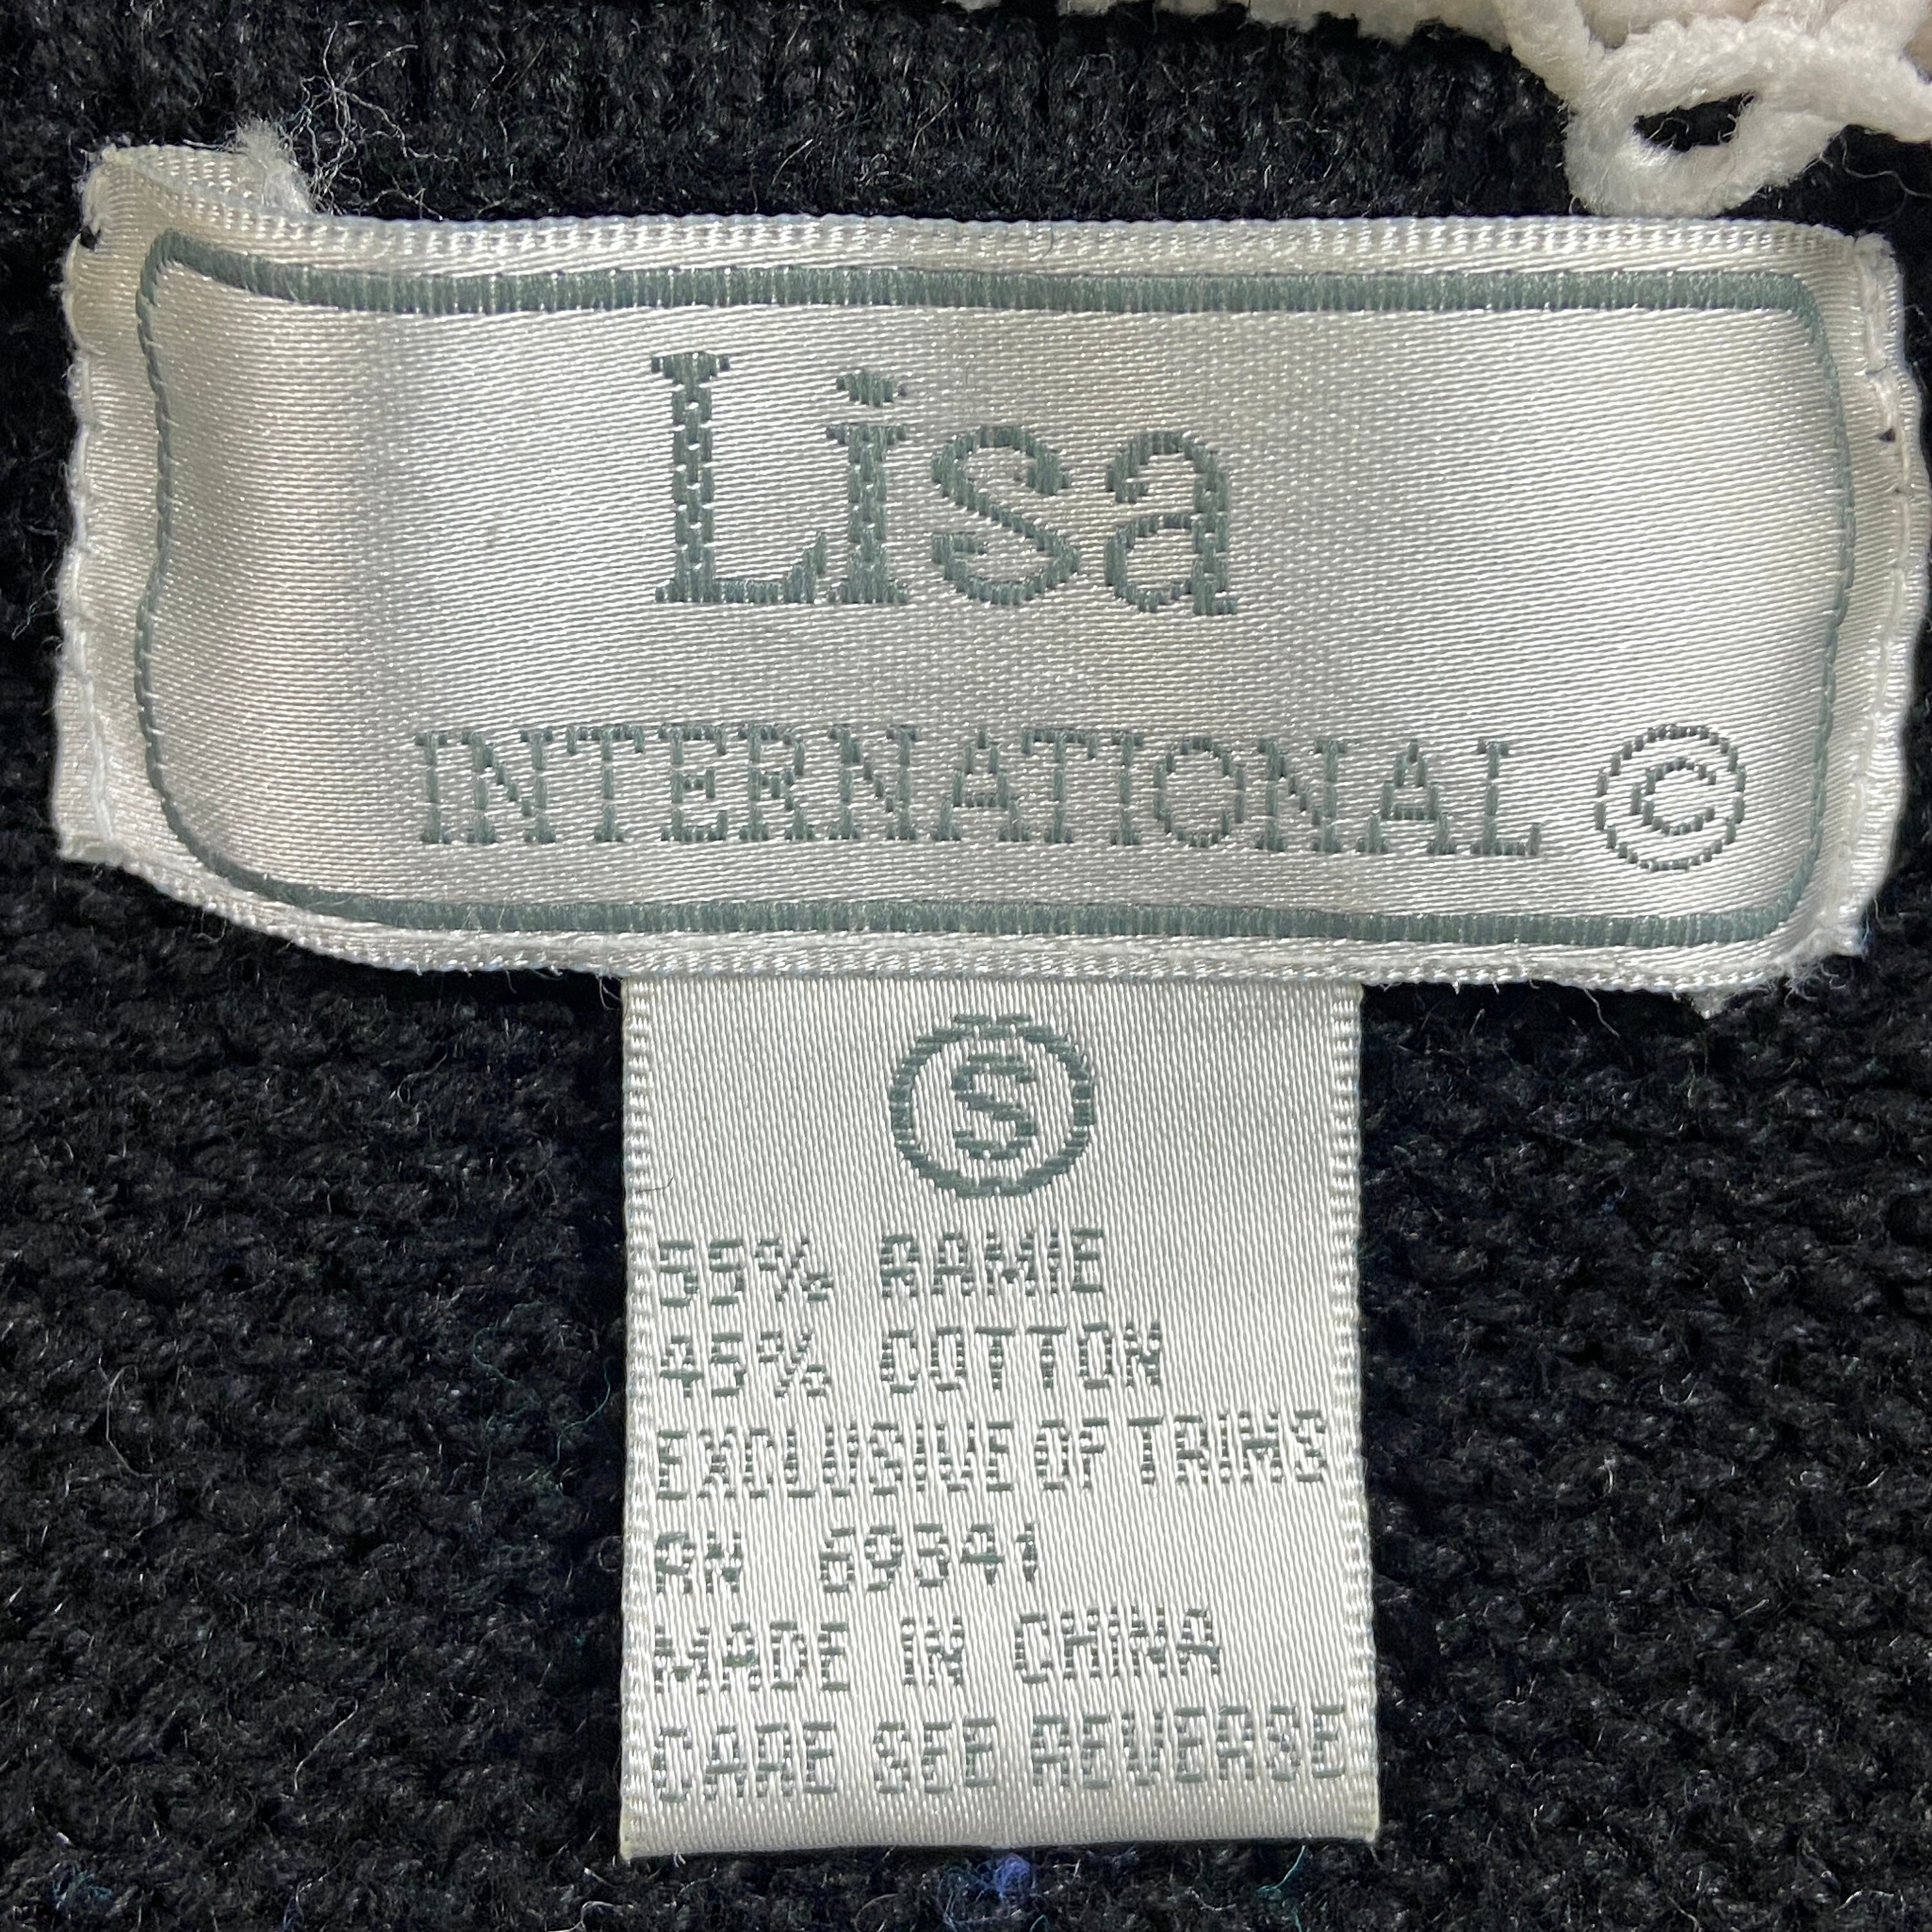 Lisa
INTERNATIONAL ©
S
55% RAMIE
45% COTTON
EXCLUSIVE OF TRIMS
RN 69341
MADE IN CHINA
CARE SEE REVERSE